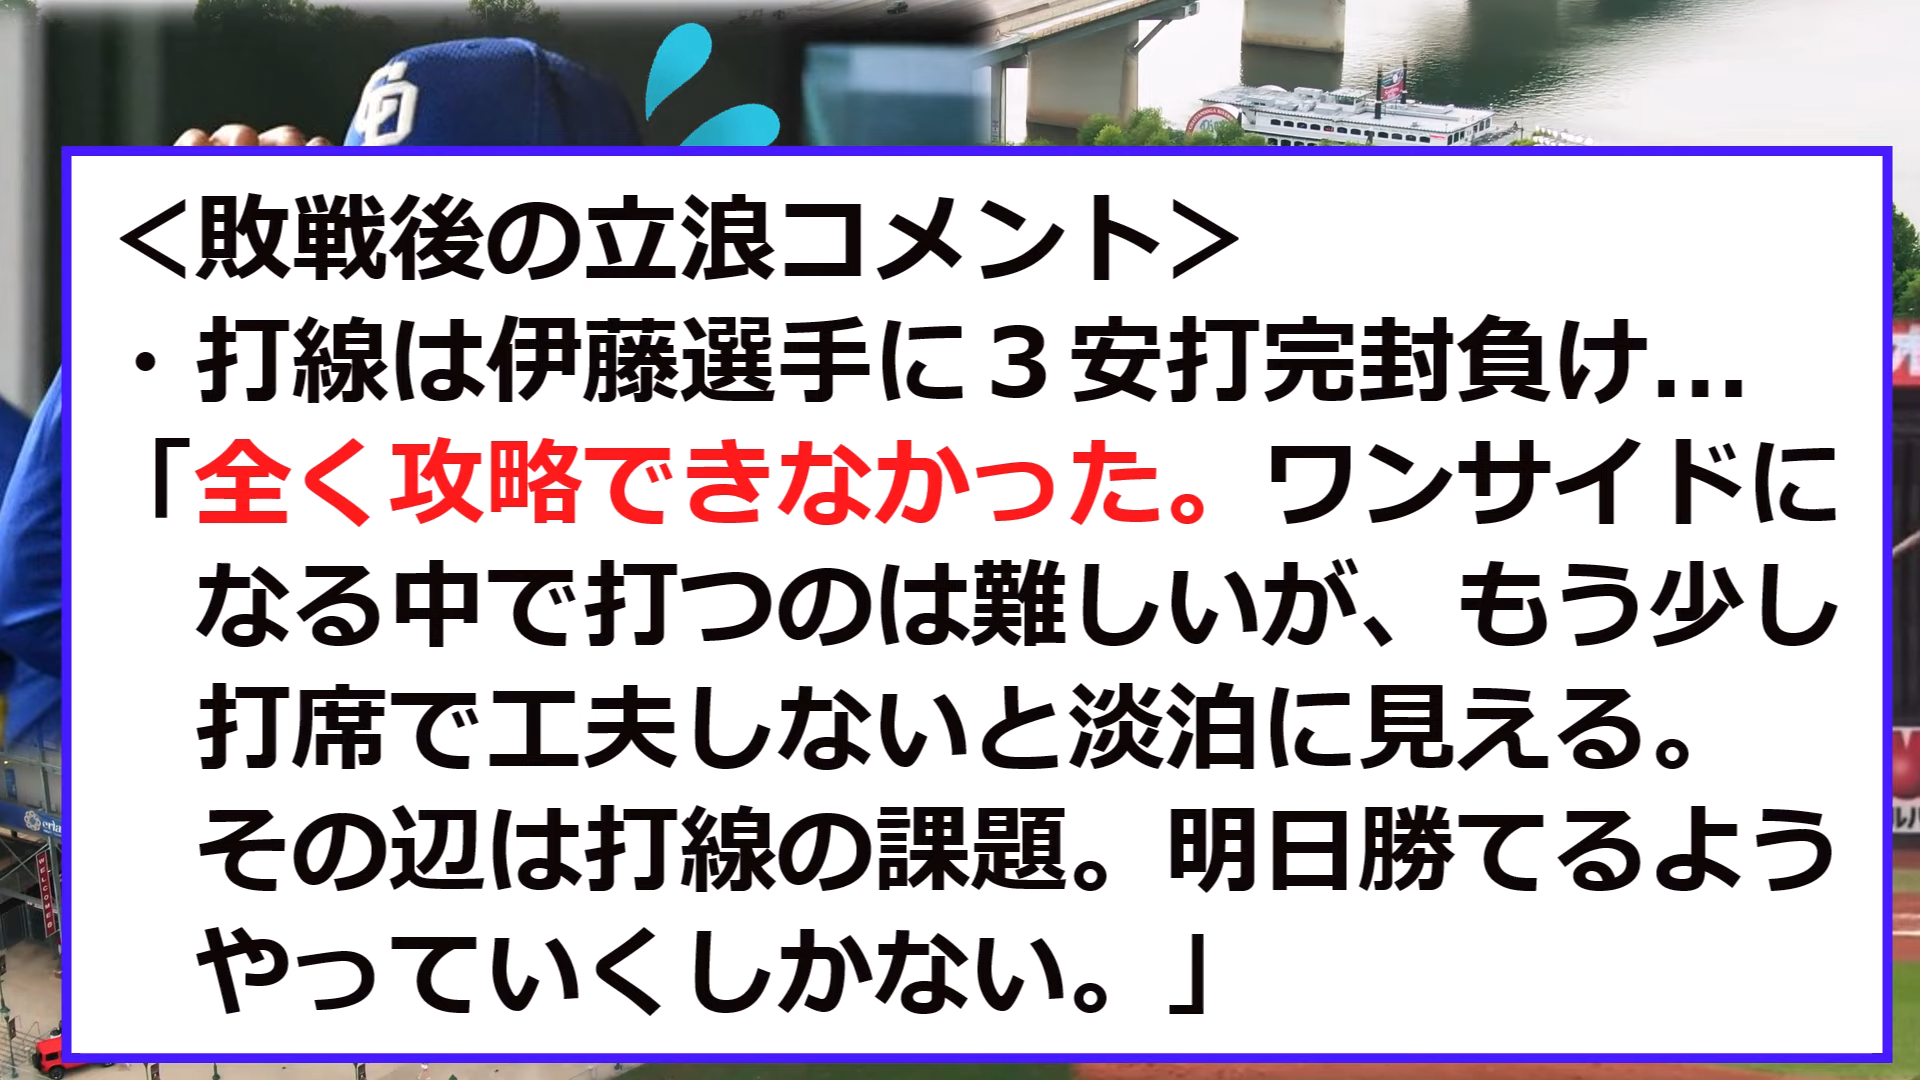 CD
＜敗戦後の立浪コメント＞
・打線は伊藤選手に３安打完封負け…
「全く攻略できなかった。ワンサイドに
なる中で打つのは難しいが、もう少し
打席で工夫しないと淡泊に見える。
その辺は打線の課題。明日勝てるよう
やっていくしかない。」
WELCOME